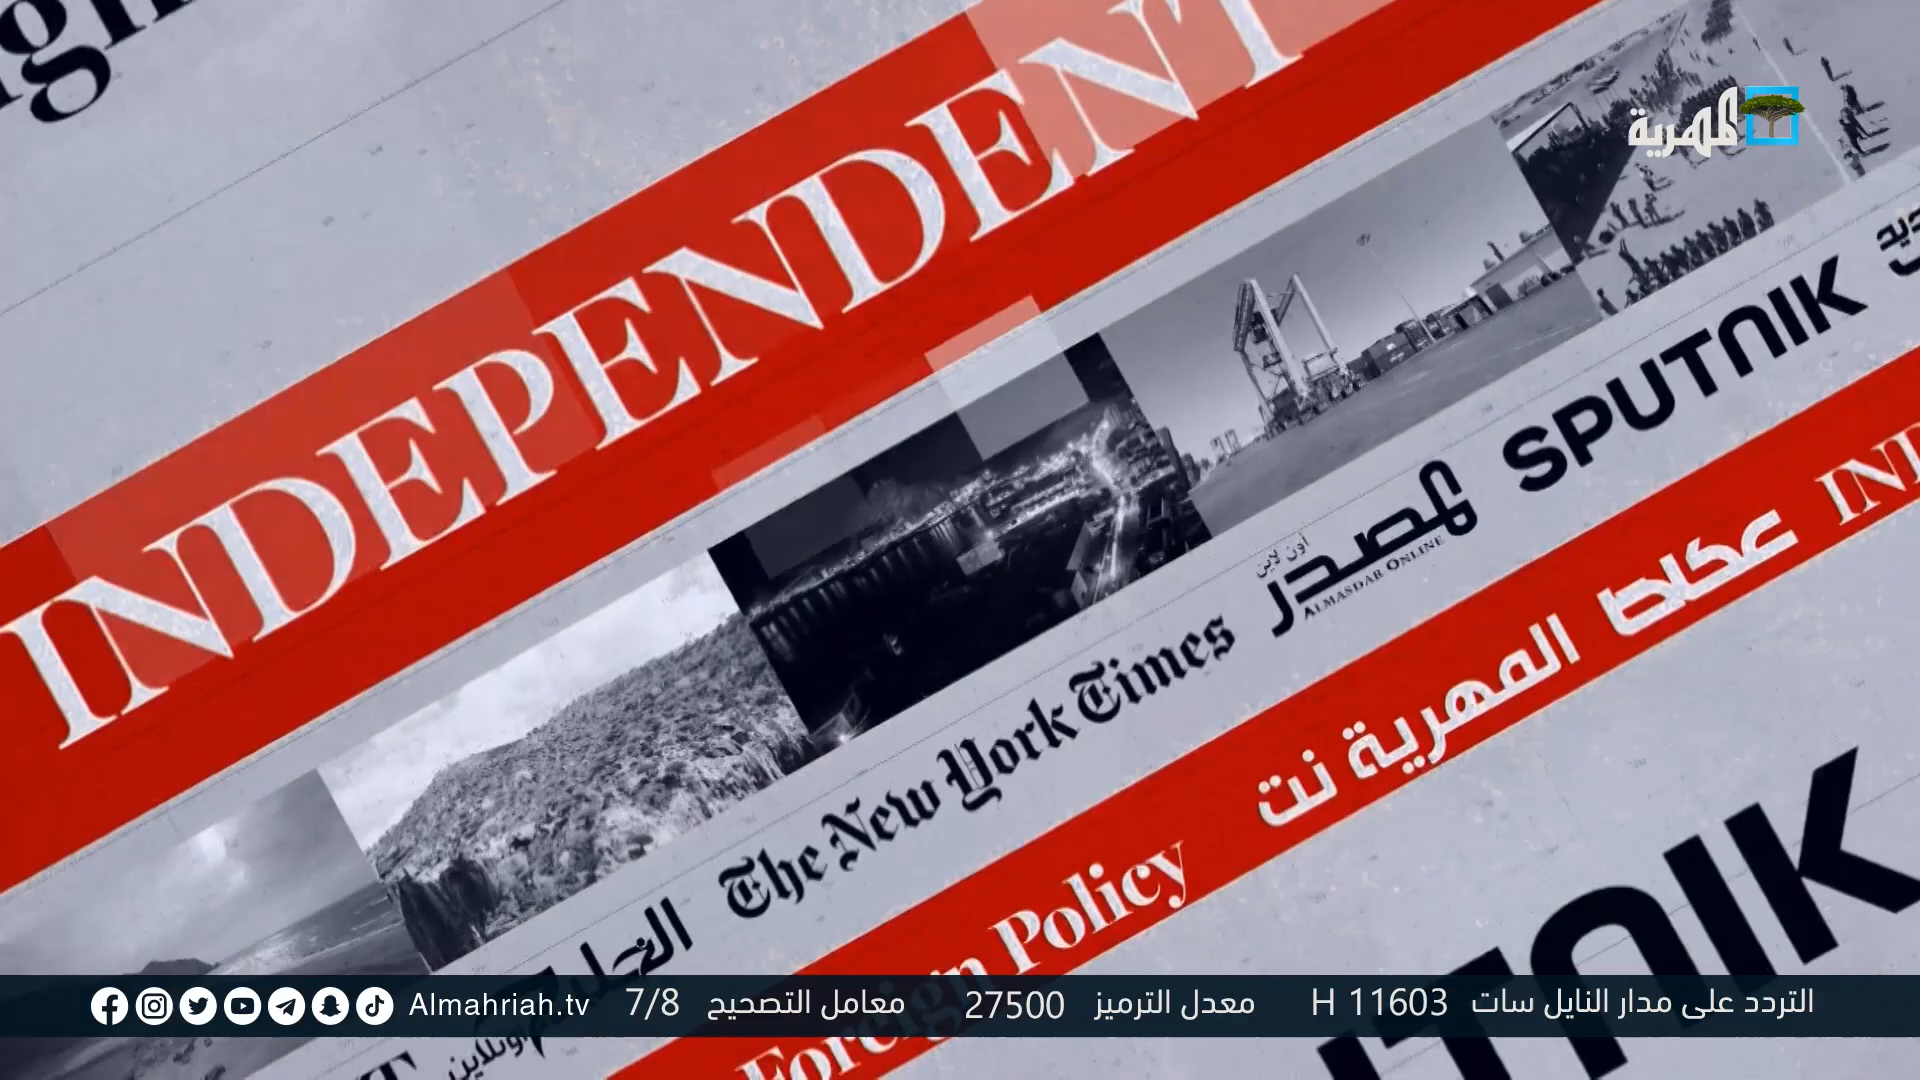 INDEPENDENT
المهرية
SPUTNIK
المصدر
أون لاين
ALMASDAR ONLINE
The New York Times
الخليج
أونلاين
عكاظ
المهرية نت
Foreign Policy
التردد على مدار النايل سات H 11603 معدل الترميز 27500 معامل التصحيح 7/8 Almahriah.tv